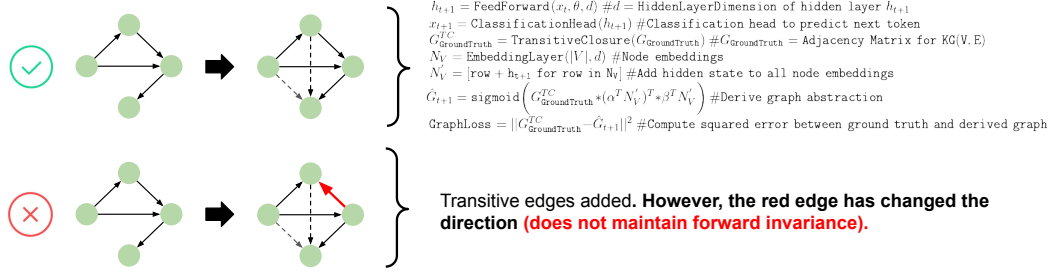 h_{t+1} = FeedForward(x_t, θ, d) #d = HiddenLayerDimension of hidden layer h_{t+1}
x_{t+1} = ClassificationHead(h_{t+1}) #Classification head to predict next token
G^{TC}_{GroundTruth} = TransitiveClosure(G_{GroundTruth}) #G_{GroundTruth} = Adjacency Matrix for KG(V, E)
N_V = EmbeddingLayer(|V|, d) #Node embeddings
N'_V = [row + h_{t+1} for row in N_V] #Add hidden state to all node embeddings
Ĝ_{t+1} = sigmoid(G^{TC}_{GroundTruth} * (α^T N'_V)^T * β^T N'_V) #Derive graph abstraction
GraphLoss = ||G^{TC}_{GroundTruth} − Ĝ_{t+1}||² #Compute squared error between ground truth and derived graph
Transitive edges added. However, the red edge has changed the
direction (does not maintain forward invariance).